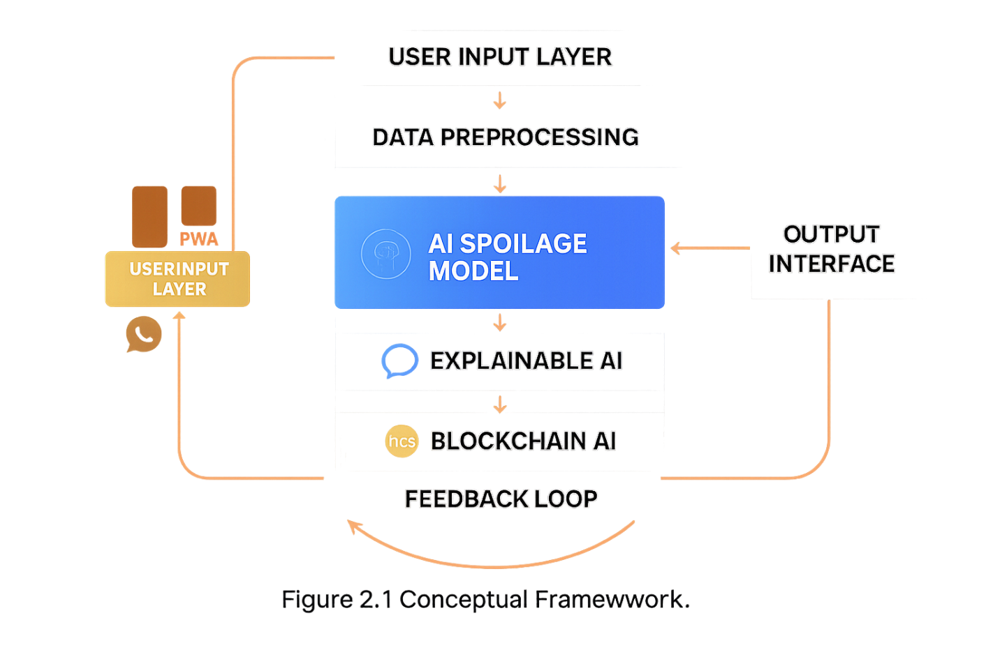 USER INPUT LAYER
DATA PREPROCESSING
PWA
USERINPUT
LAYER
AI SPOILAGE
MODEL
OUTPUT
INTERFACE
EXPLAINABLE AI
hcs
BLOCKCHAIN AI
FEEDBACK LOOP
Figure 2.1 Conceptual Framewwork.